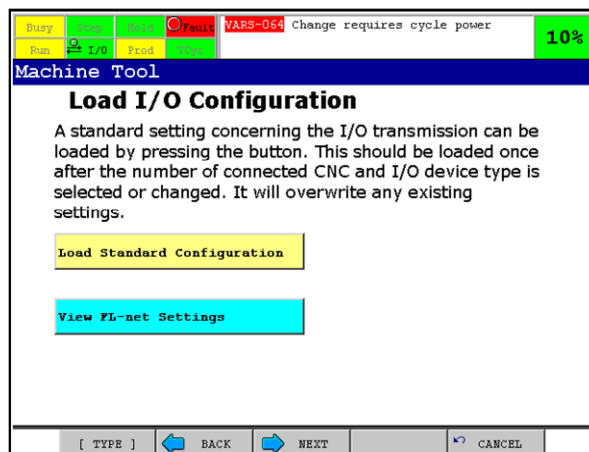 Busy Step Hold Fault VARS-064 Change requires cycle power
Run I/O Prod TCyc 10%
Machine Tool
Load I/O Configuration
A standard setting concerning the I/O transmission can be
loaded by pressing the button. This should be loaded once
after the number of connected CNC and I/O device type is
selected or changed. It will overwrite any existing
settings.
Load Standard Configuration
View FL-net Settings
[ TYPE ] BACK NEXT CANCEL